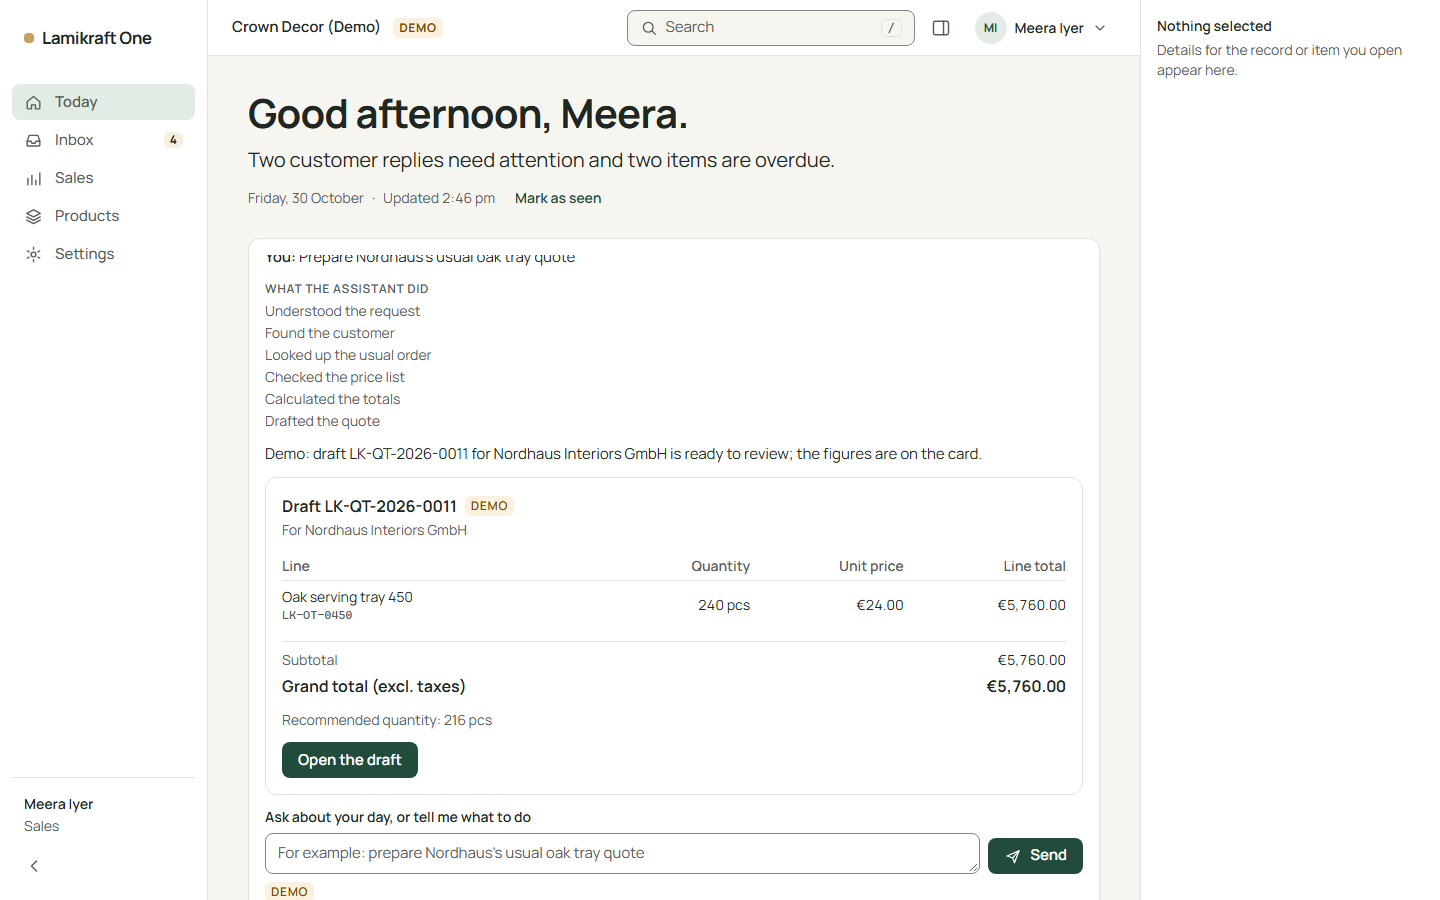 Lamikraft One
Today
Inbox 4
Sales
Products
Settings
Meera Iyer
Sales
Crown Decor (Demo) DEMO
Search /
MI Meera Iyer
Good afternoon, Meera.
Two customer replies need attention and two items are overdue.
Friday, 30 October · Updated 2:46 pm Mark as seen
You: Prepare Nordhaus's usual oak tray quote
WHAT THE ASSISTANT DID
Understood the request
Found the customer
Looked up the usual order
Checked the price list
Calculated the totals
Drafted the quote
Demo: draft LK-QT-2026-0011 for Nordhaus Interiors GmbH is ready to review; the figures are on the card.
Draft LK-QT-2026-0011 DEMO
For Nordhaus Interiors GmbH
Line Quantity Unit price Line total
Oak serving tray 450
LK-OT-0450
240 pcs €24.00 €5,760.00
Subtotal €5,760.00
Grand total (excl. taxes) €5,760.00
Recommended quantity: 216 pcs
Open the draft
Ask about your day, or tell me what to do
For example: prepare Nordhaus's usual oak tray quote
Send
DEMO
Nothing selected
Details for the record or item you open
appear here.